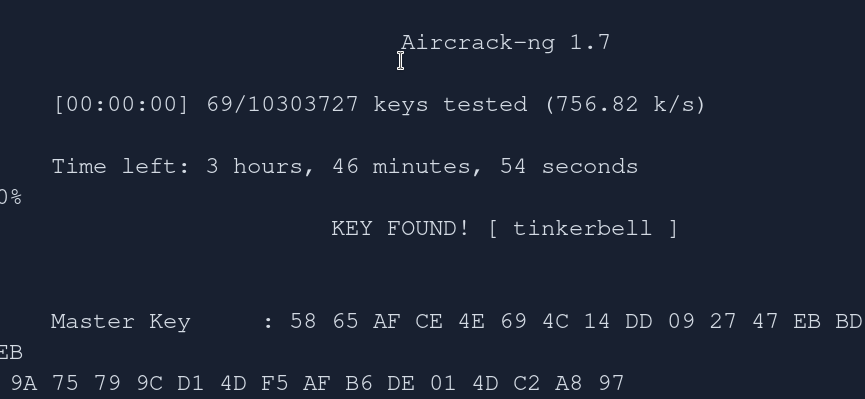 Aircrack-ng 1.7
[00:00:00] 69/10303727 keys tested (756.82 k/s)
Time left: 3 hours, 46 minutes, 54 seconds
0%
KEY FOUND! [ tinkerbell ]
Master Key : 58 65 AF CE 4E 69 4C 14 DD 09 27 47 EB BD
EB
9A 75 79 9C D1 4D F5 AF B6 DE 01 4D C2 A8 97